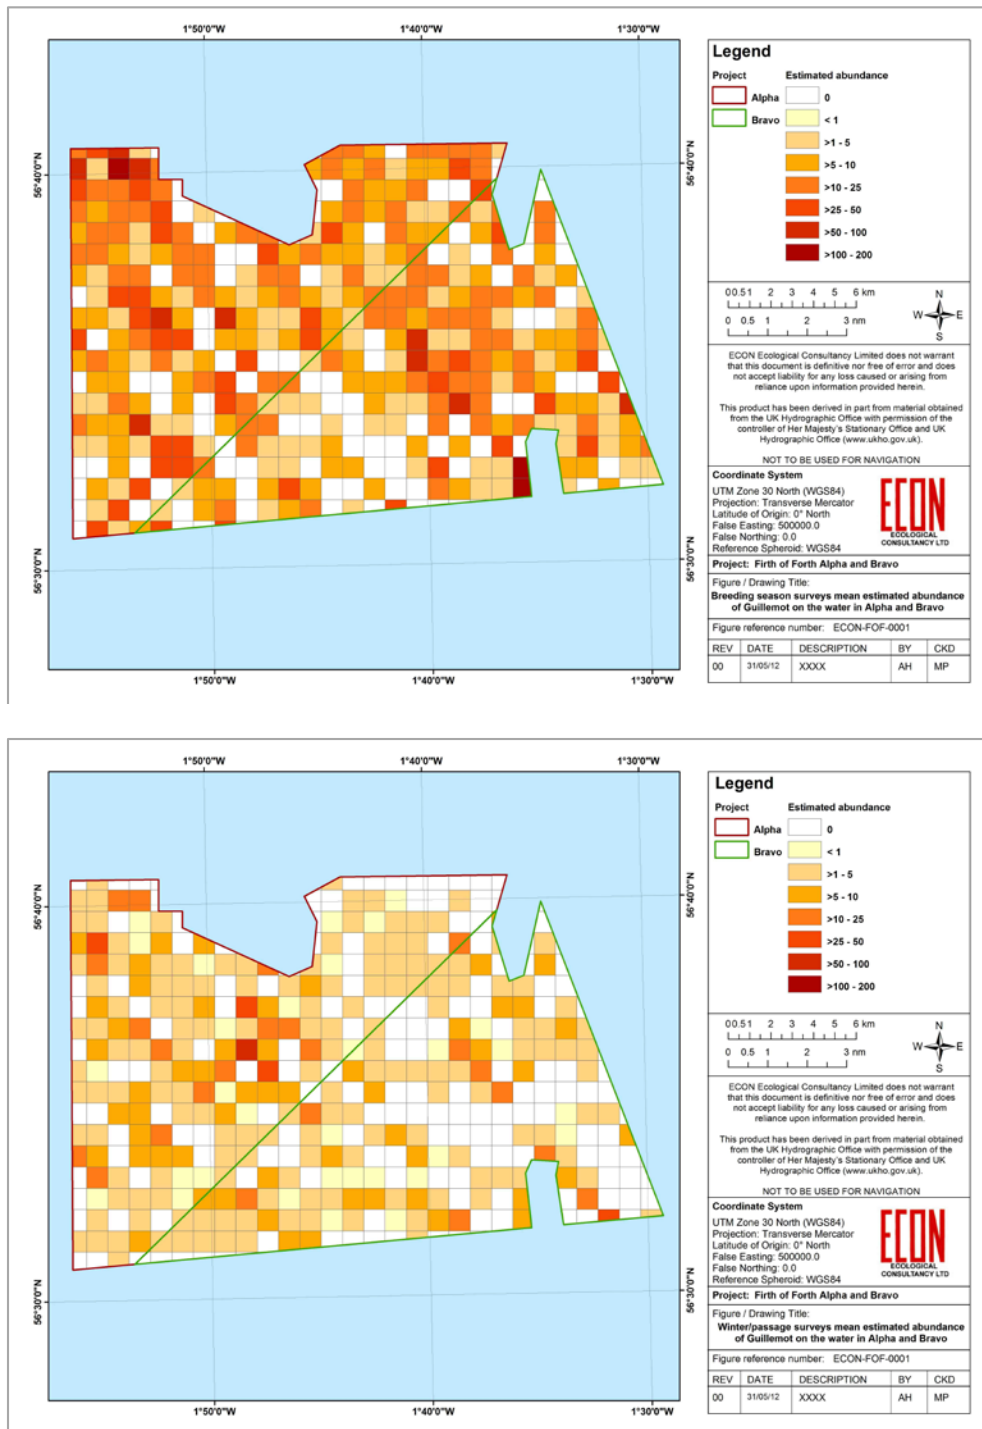 1°50'0"W 1°40'0"W 1°30'0"W
56°40'0"N 56°40'0"N
56°30'0"N 56°30'0"N
1°50'0"W 1°40'0"W 1°30'0"W
Legend
Project Estimated abundance
Alpha 0
Bravo < 1
>1 - 5
>5 - 10
>10 - 25
>25 - 50
>50 - 100
>100 - 200
0 0.5 1 2 3 4 5 6 km
0 0.5 1 2 3 nm
N
W E
S
ECON Ecological Consultancy Limited does not warrant
that this document is definitive nor free of error and does
not accept liability for any loss caused or arising from
reliance upon information provided herein.
This product has been derived in part from material obtained
from the UK Hydrographic Office with permission of the
controller of Her Majesty's Stationary Office and UK
Hydrographic Office (www.ukho.gov.uk).
NOT TO BE USED FOR NAVIGATION
Coordinate System
UTM Zone 30 North (WGS84)
Projection: Transverse Mercator
Latitude of Origin: 0° North
False Easting: 500000.0
False Northing: 0.0
Reference Spheroid: WGS84
ECON
ECOLOGICAL
CONSULTANCY LTD
Project: Firth of Forth Alpha and Bravo
Figure / Drawing Title:
Breeding season surveys mean estimated abundance
of Guillemot on the water in Alpha and Bravo
Figure reference number: ECON-FOF-0001
REV DATE DESCRIPTION BY CKD
00 31/05/12 XXXX AH MP
1°50'0"W 1°40'0"W 1°30'0"W
56°40'0"N 56°40'0"N
56°30'0"N 56°30'0"N
1°50'0"W 1°40'0"W 1°30'0"W
Legend
Project Estimated abundance
Alpha 0
Bravo < 1
>1 - 5
>5 - 10
>10 - 25
>25 - 50
>50 - 100
>100 - 200
0 0.5 1 2 3 4 5 6 km
0 0.5 1 2 3 nm
N
W E
S
ECON Ecological Consultancy Limited does not warrant
that this document is definitive nor free of error and does
not accept liability for any loss caused or arising from
reliance upon information provided herein.
This product has been derived in part from material obtained
from the UK Hydrographic Office with permission of the
controller of Her Majesty's Stationary Office and UK
Hydrographic Office (www.ukho.gov.uk).
NOT TO BE USED FOR NAVIGATION
Coordinate System
UTM Zone 30 North (WGS84)
Projection: Transverse Mercator
Latitude of Origin: 0° North
False Easting: 500000.0
False Northing: 0.0
Reference Spheroid: WGS84
ECON
ECOLOGICAL
CONSULTANCY LTD
Project: Firth of Forth Alpha and Bravo
Figure / Drawing Title:
Winter/passage surveys mean estimated abundance
of Guillemot on the water in Alpha and Bravo
Figure reference number: ECON-FOF-0001
REV DATE DESCRIPTION BY CKD
00 31/05/12 XXXX AH MP